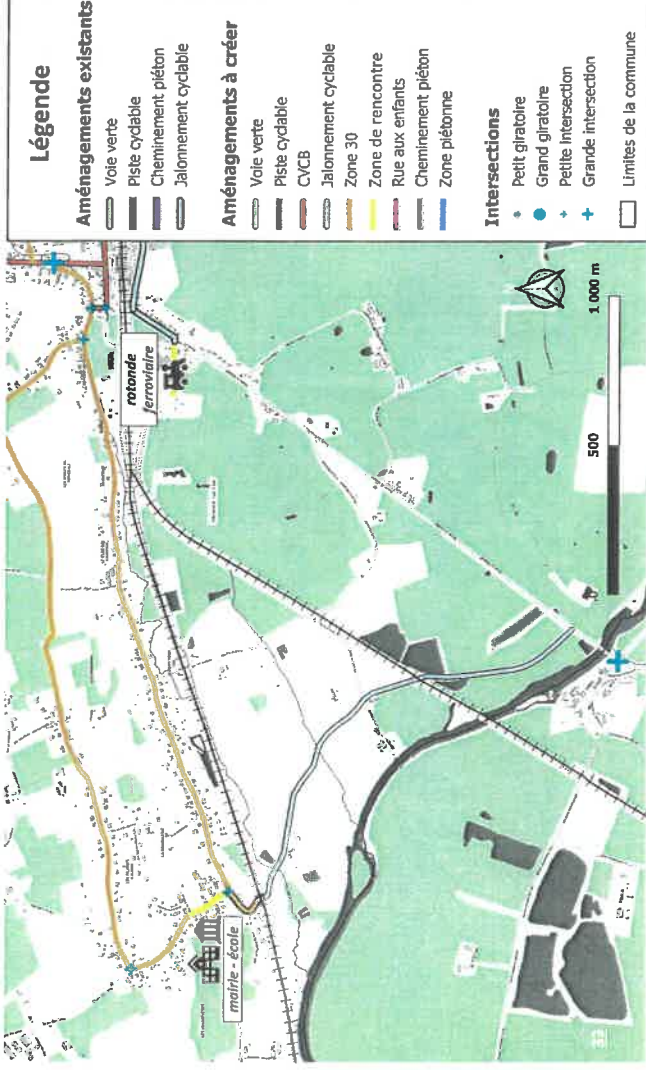 Légende
Aménagements existants
Voie verte
Piste cyclable
Cheminement piéton
Jalonnement cyclable
Aménagements à créer
Voie verte
Piste cyclable
CVCB
Jalonnement cyclable
Zone 30
Zone de rencontre
Rue aux enfants
Cheminement piéton
Zone piétonne
Intersections
Petit giratoire
Grand giratoire
Petite intersection
Grande intersection
Limites de la commune
rotonde
ferroviaire
mairie - école
500
1 000 m